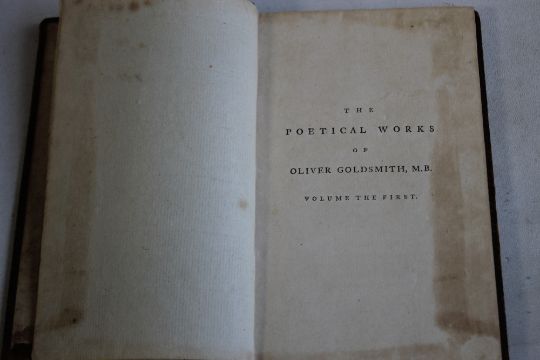 THE
POETICAL WORKS
OF
OLIVER GOLDSMITH, M.B.
VOLUME THE FIRST.